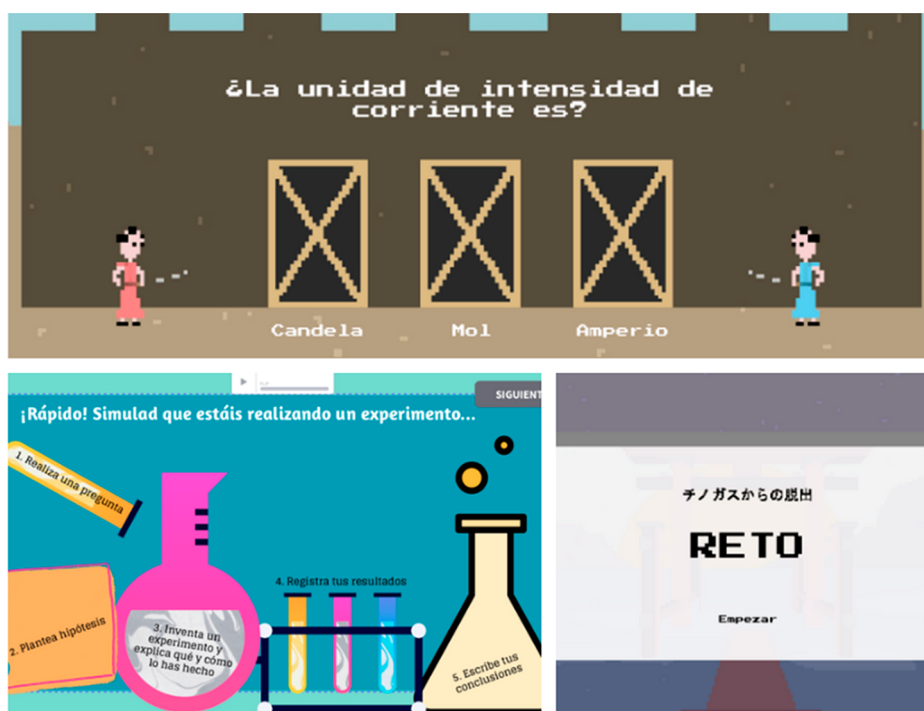 ¿La unidad de intensidad de
corriente es?
Candela
Mol
Amperio
SIGUIENT
¡Rápido! Simulad que estáis realizando un experimento...
1. Realiza una pregunta
2. Plantea hipótesis
3. Inventa un
experimento y
explica qué y cómo
lo has hecho
4. Registra tus resultados
5. Escribe tus
conclusiones
チノガスからの脱出
RETO
Empezar